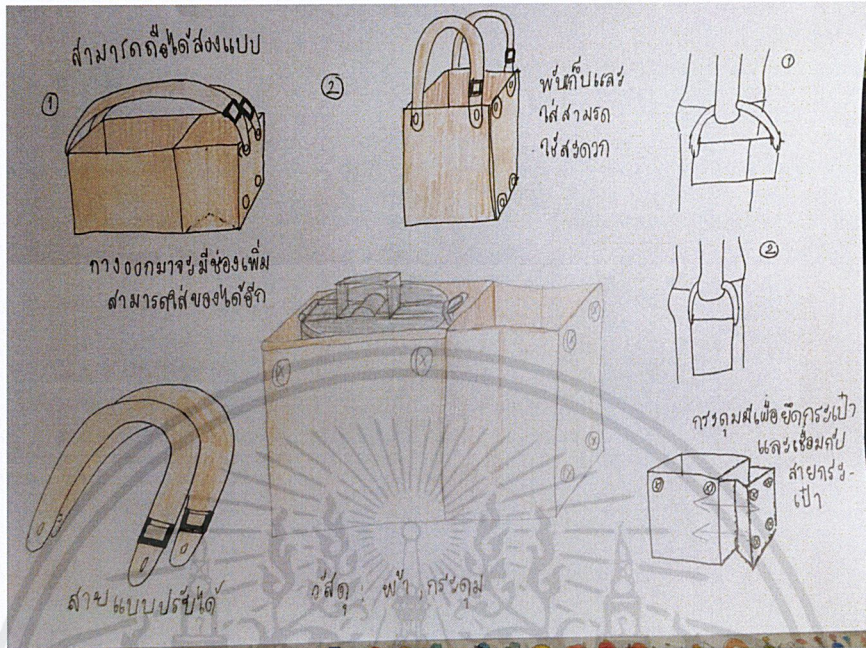 สามารถถือได้สองแบบ
①
กางออกมาจะมีช่องเพิ่ม
สามารถใส่ของได้อีก
②
พับเก็บและ
ใส่สามรถ
ใช้สะดวก
①
②
กระดุมมีเพื่อยึดกระเป๋า
และเชื่อมกับ
สายกระ-
เป๋า
สายแบบปรับได้
วัสดุ : ผ้า, กระดุม